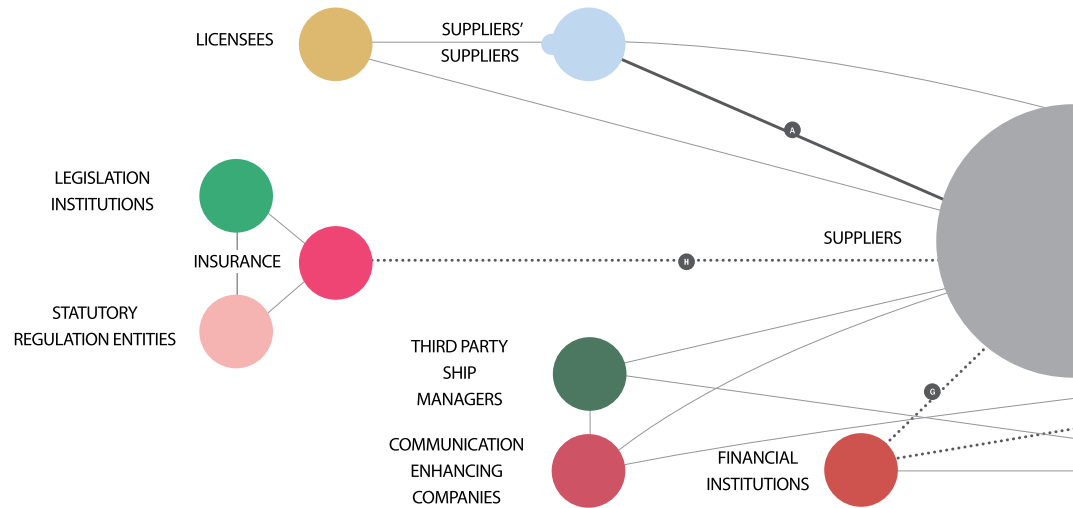 LICENSEES
SUPPLIERS’
SUPPLIERS
A
LEGISLATION
INSTITUTIONS
SUPPLIERS
INSURANCE
H
STATUTORY
REGULATION ENTITIES
THIRD PARTY
SHIP
MANAGERS
G
COMMUNICATION
ENHANCING
COMPANIES
FINANCIAL
INSTITUTIONS